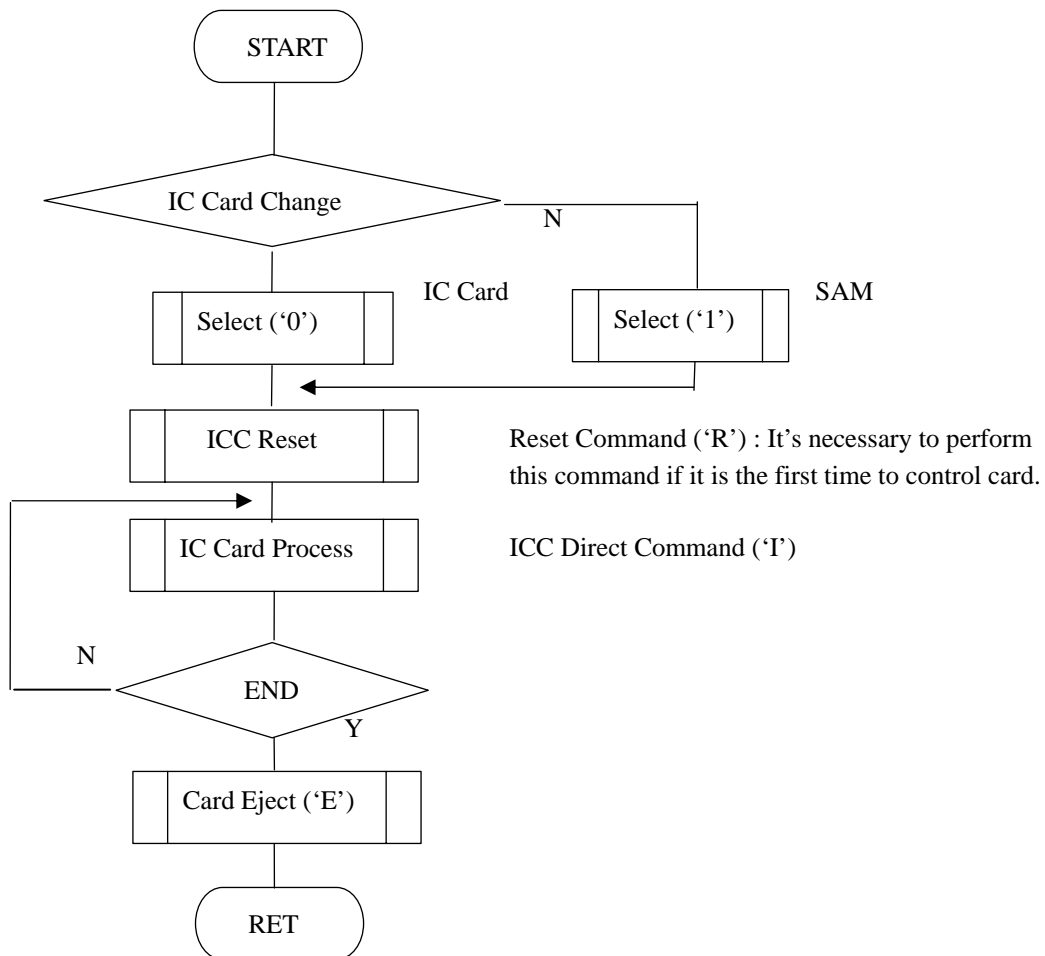 START
IC Card Change
N
IC Card
SAM
Select (‘0’)
Select (‘1’)
ICC Reset
Reset Command (‘R’) : It’s necessary to perform
this command if it is the first time to control card.
IC Card Process
ICC Direct Command (‘I’)
N
END
Y
Card Eject (‘E’)
RET